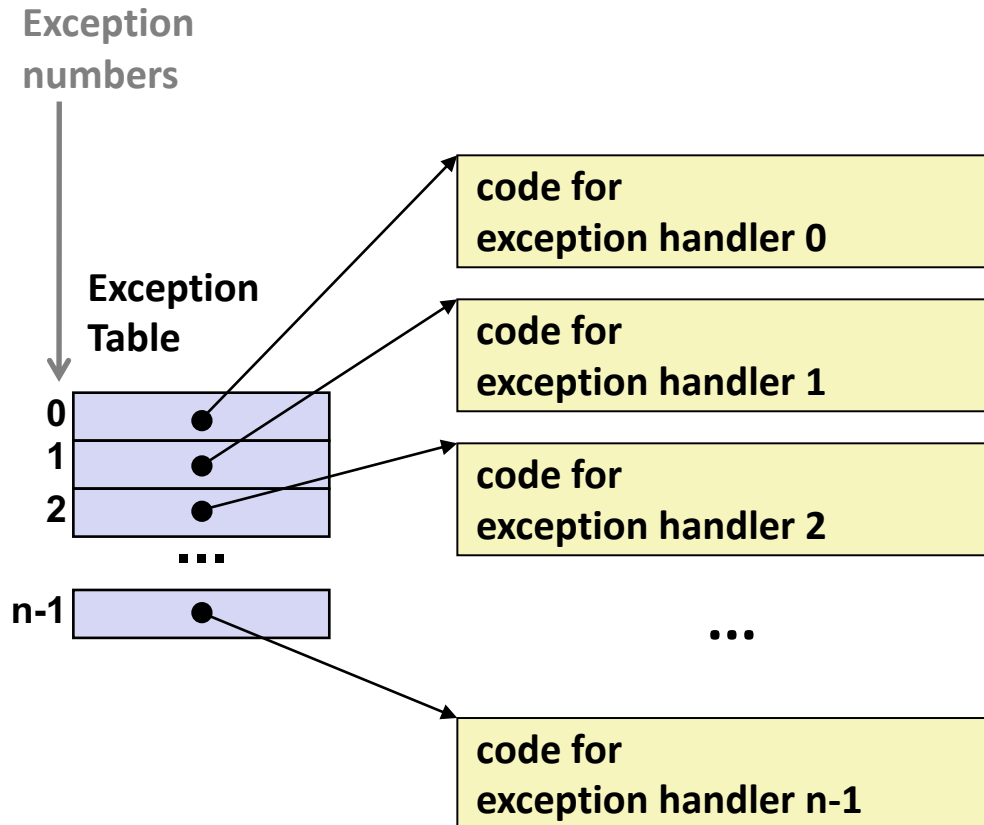 Exception
numbers
Exception
Table
0
1
2
...
n-1
code for
exception handler 0
code for
exception handler 1
code for
exception handler 2
...
code for
exception handler n-1